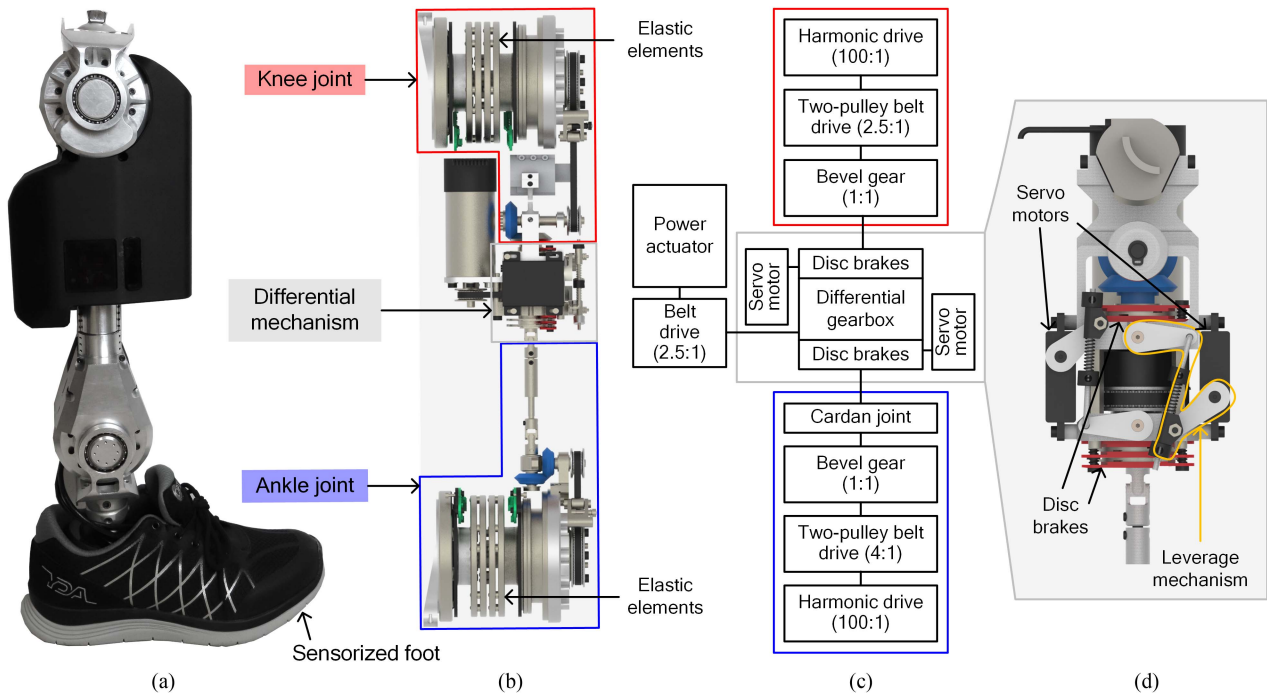 Knee joint
Differential
mechanism
Ankle joint
Sensorized foot
(a)
Elastic
elements
Elastic
elements
(b)
Harmonic drive
(100:1)
Two-pulley belt
drive (2.5:1)
Bevel gear
(1:1)
Power
actuator
Belt
drive
(2.5:1)
Servo
motor
Disc brakes
Differential
gearbox
Disc brakes
Servo
motor
Cardan joint
Bevel gear
(1:1)
Two-pulley belt
drive (4:1)
Harmonic drive
(100:1)
(c)
Servo
motors
Disc
brakes
Leverage
mechanism
(d)